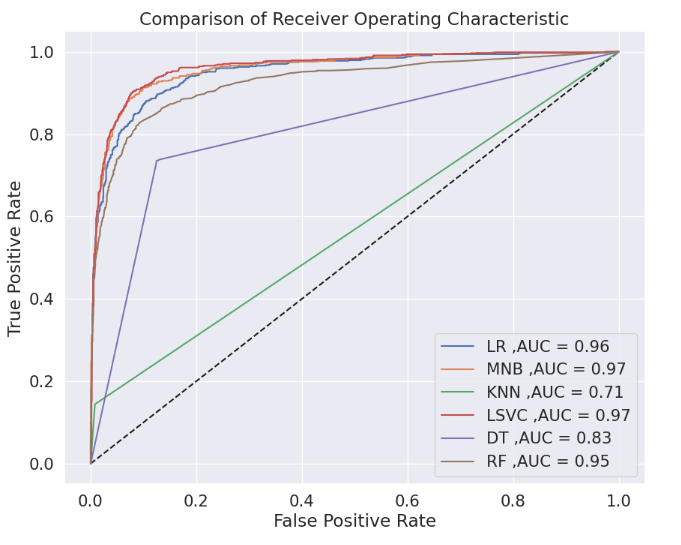 Comparison of Receiver Operating Characteristic
1.0
0.8
0.6
0.4
0.2
0.0
True Positive Rate
LR ,AUC = 0.96
MNB ,AUC = 0.97
KNN ,AUC = 0.71
LSVC ,AUC = 0.97
DT ,AUC = 0.83
RF ,AUC = 0.95
0.0 0.2 0.4 0.6 0.8 1.0
False Positive Rate